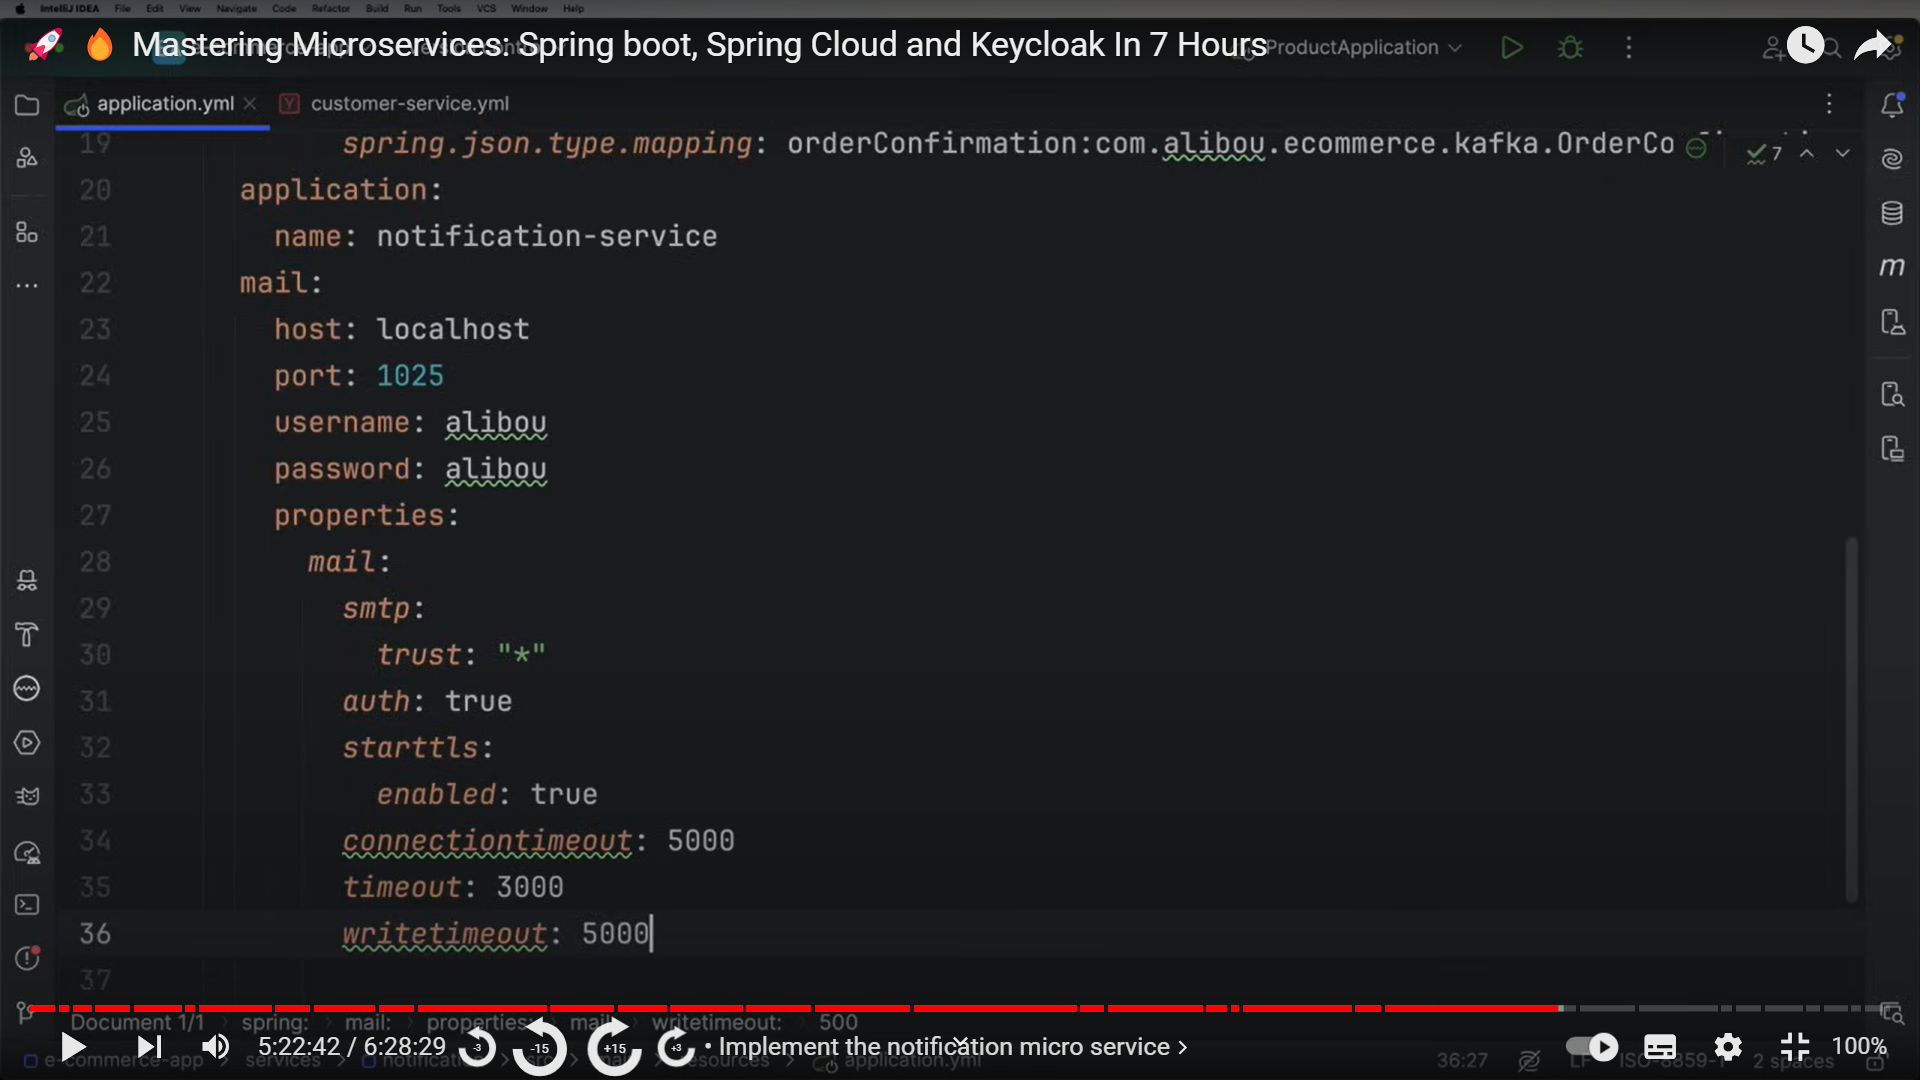 IntelliJ IDEA File Edit View Navigate Code Refactor Build Run Tools VCS Window Help
🚀 🔥 Mastering Microservices: Spring boot, Spring Cloud and Keycloak In 7 Hours
ProductApplication
application.yml
customer-service.yml
19 spring.json.type.mapping: orderConfirmation:com.alibou.ecommerce.kafka.OrderCo
7
20 application:
21 name: notification-service
22 mail:
23 host: localhost
24 port: 1025
25 username: alibou
26 password: alibou
27 properties:
28 mail:
29 smtp:
30 trust: "*"
31 auth: true
32 starttls:
33 enabled: true
34 connectiontimeout: 5000
35 timeout: 3000
36 writetimeout: 5000
37
Document 1/1 spring: mail: properties: mail: writetimeout: 500
5:22:42 / 6:28:29 -3 -15 +15 +3 • Implement the notification micro service 100%
e-commerce-app services application.yml 36:27 LF ISO-8859-1 2 spaces